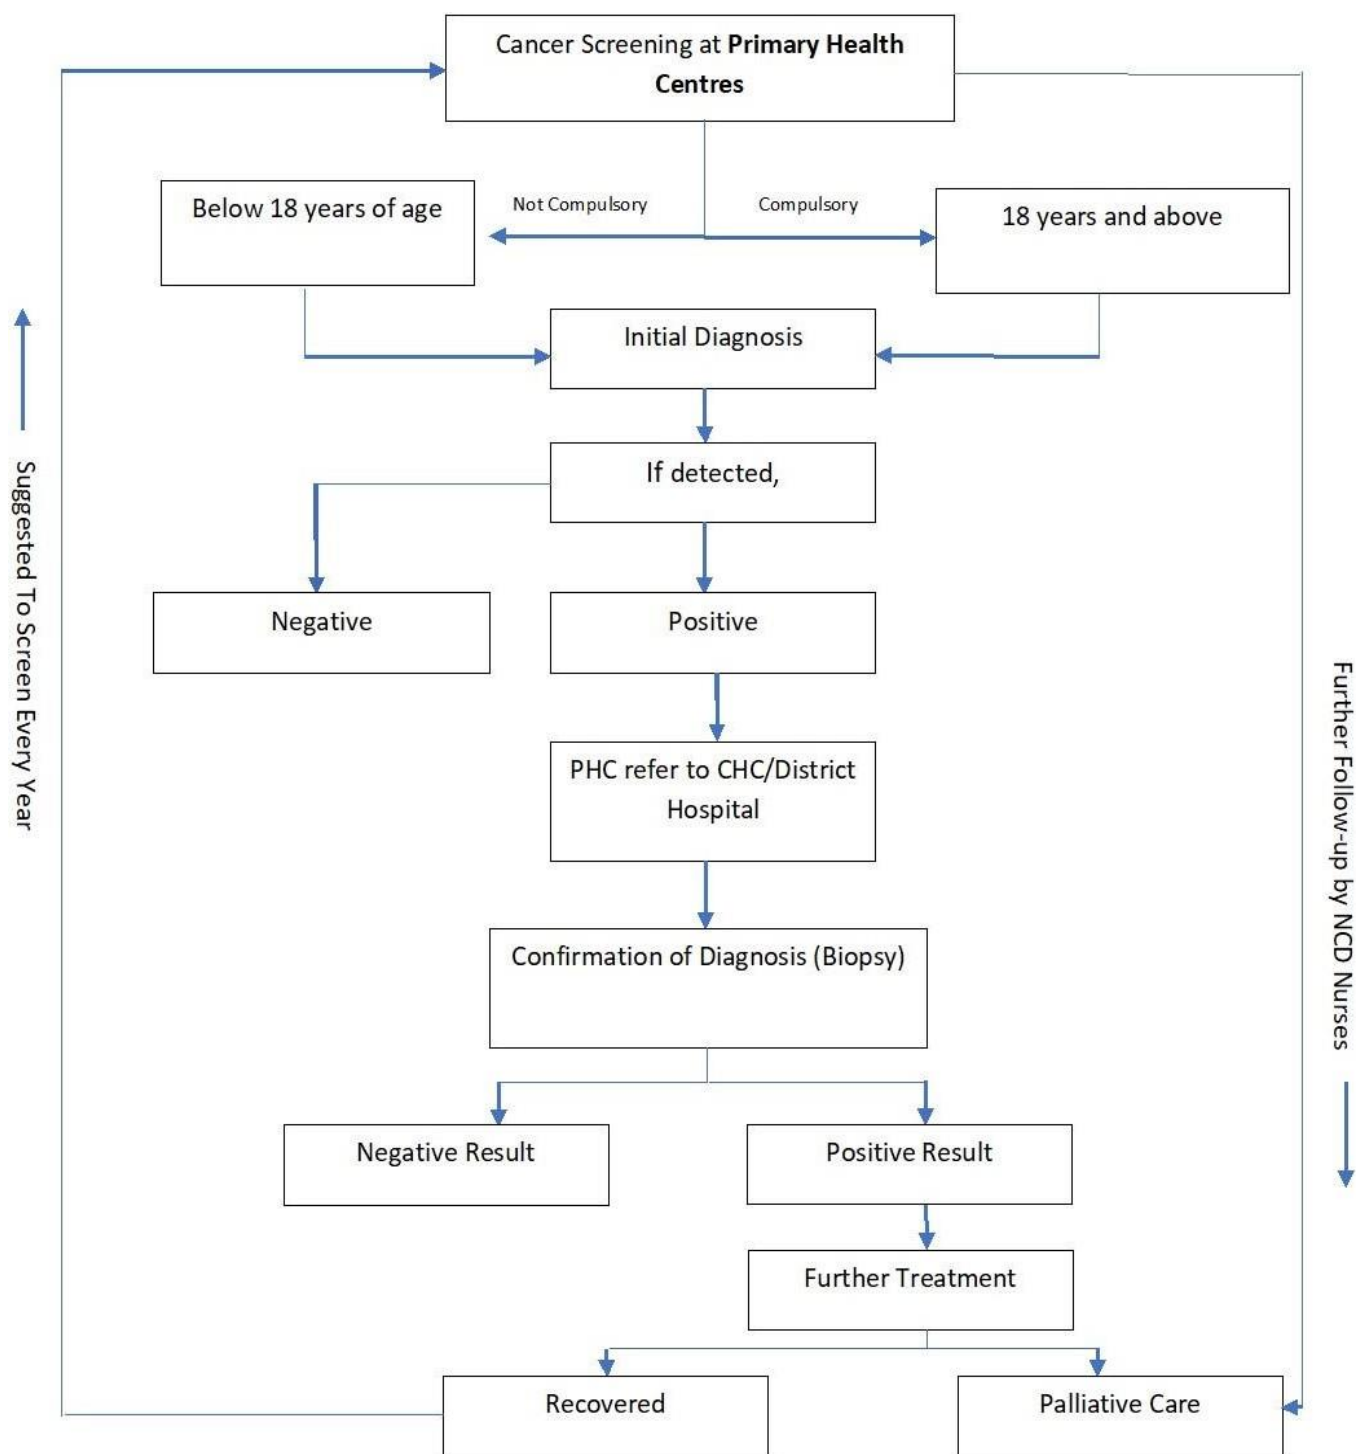 Cancer Screening at Primary Health
Centres
Below 18 years of age
Not Compulsory
Compulsory
18 years and above
Initial Diagnosis
If detected,
Negative
Positive
PHC refer to CHC/District
Hospital
Confirmation of Diagnosis (Biopsy)
Negative Result
Positive Result
Further Treatment
Recovered
Palliative Care
Suggested To Screen Every Year
Further Follow-up by NCD Nurses